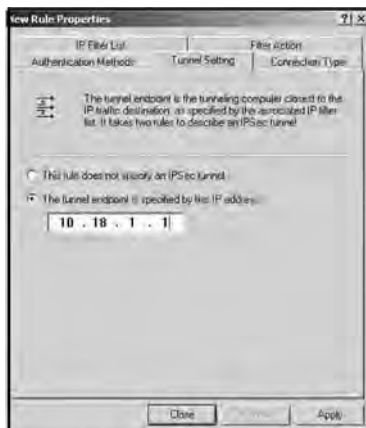 New Rule Properties
? ×
IP Filter List
Filter Action
Authentication Methods
Tunnel Setting
Connection Type
The tunnel endpoint is the tunneling computer closest to the
IP traffic destination, as specified by the associated IP filter
list. It takes two rules to describe an IPSec tunnel.
This rule does not specify an IPSec tunnel.
The tunnel endpoint is specified by this IP address:
10 . 18 . 1 . 1
Close
Apply